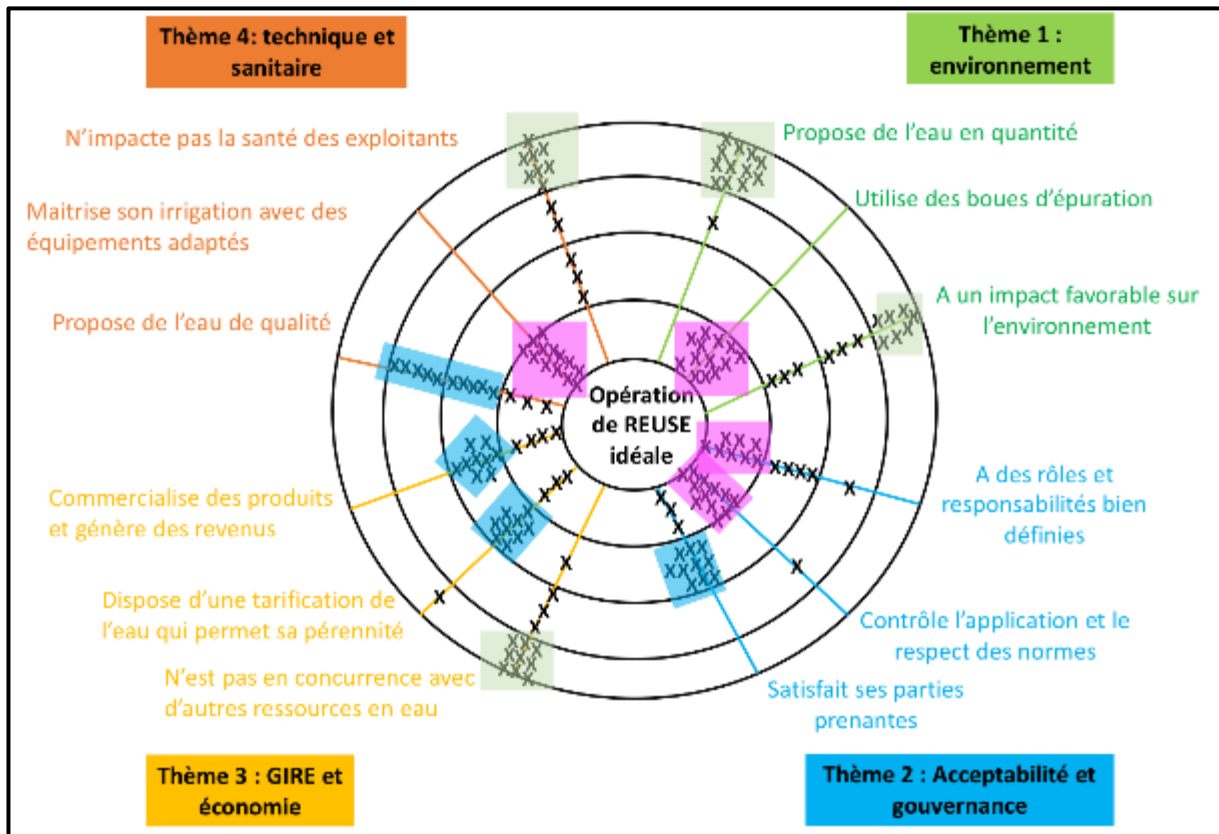 Thème 4: technique et
sanitaire
Thème 1 :
environnement
N'impacte pas la santé des exploitants
Propose de l'eau en quantité
Maitrise son irrigation avec des
équipements adaptés
Utilise des boues d'épuration
Propose de l'eau de qualité
A un impact favorable sur
l'environnement
Opération
de REUSE
idéale
Commercialise des produits
et génère des revenus
A des rôles et
responsabilités bien
définies
Dispose d'une tarification de
l'eau qui permet sa pérennité
Contrôle l'application et le
respect des normes
N'est pas en concurrence avec
d'autres ressources en eau
Satisfait ses parties
prenantes
Thème 3 : GIRE et
économie
Thème 2 : Acceptabilité et
gouvernance